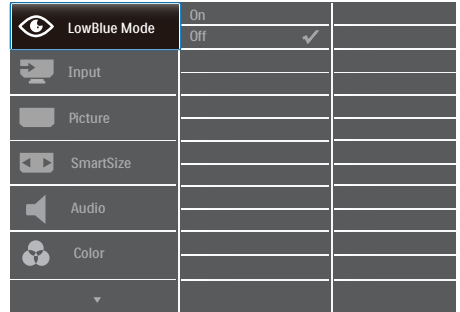 LowBlue Mode
On
Off
Input
Picture
SmartSize
Audio
Color